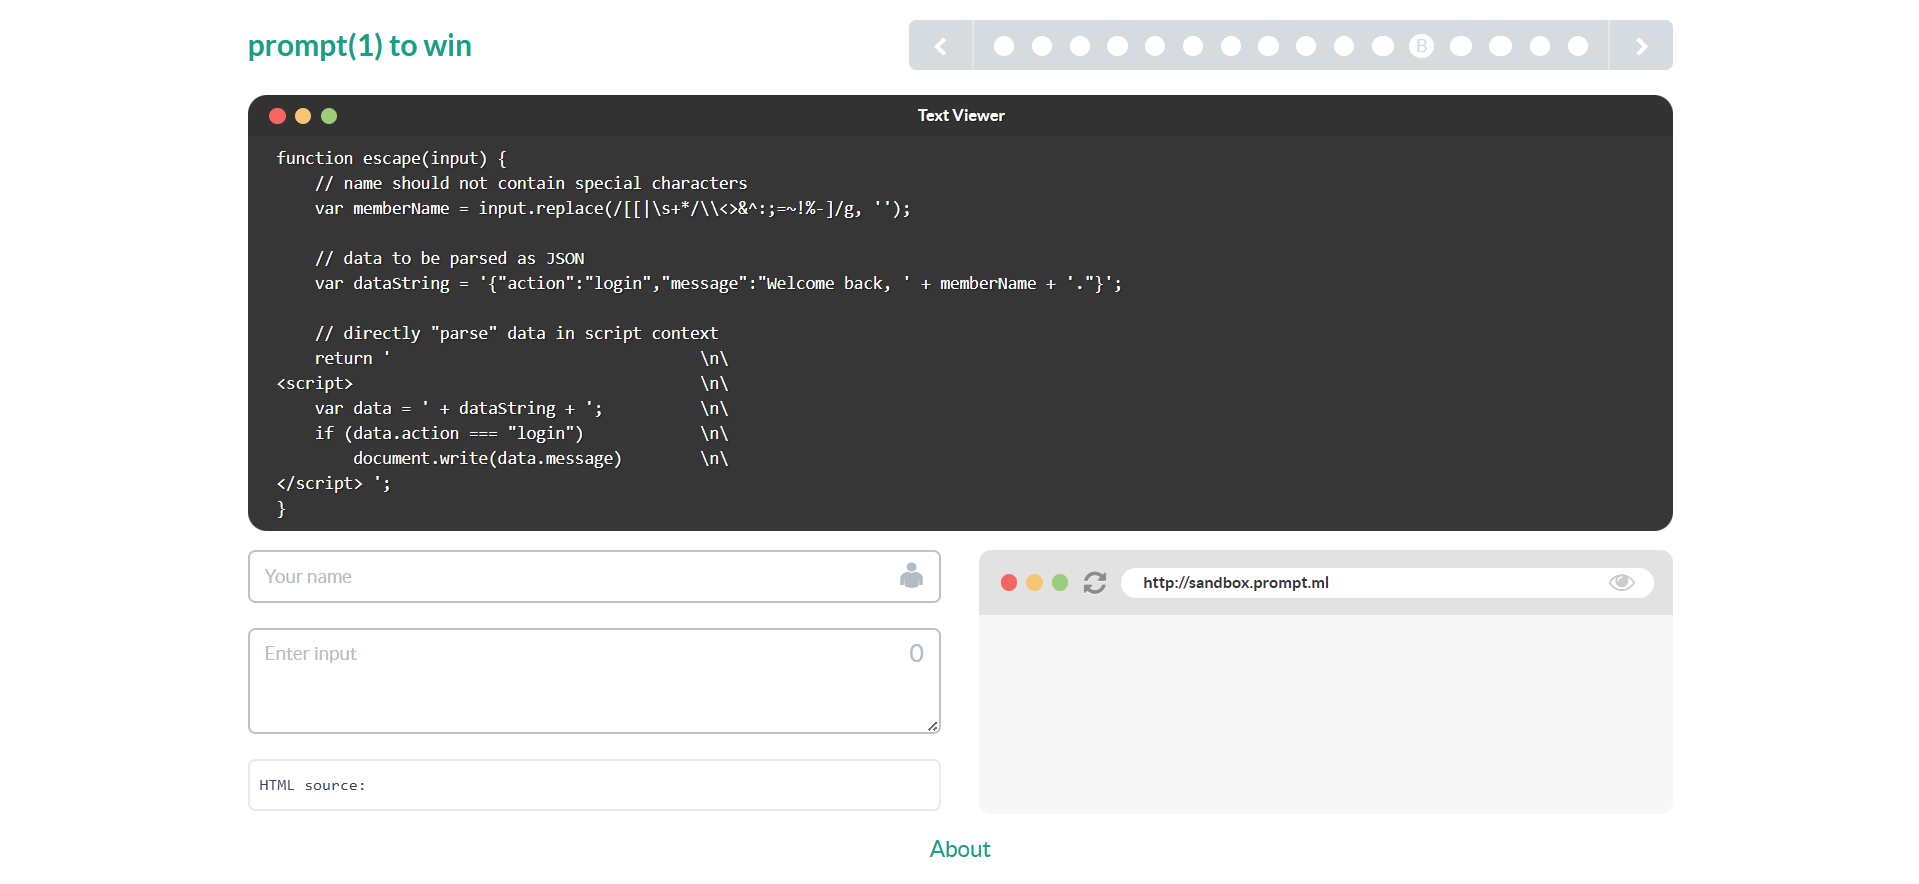 prompt(1) to win
B
Text Viewer
function escape(input) {
    // name should not contain special characters
    var memberName = input.replace(/[[|\s+*/\\<>&^:;=~!%-]/g, '');
    // data to be parsed as JSON
    var dataString = '{"action":"login","message":"Welcome back, ' + memberName + '."}';
    // directly "parse" data in script context
    return '                                \n\
<script>                                    \n\
    var data = ' + dataString + ';          \n\
    if (data.action === "login")            \n\
        document.write(data.message)        \n\
</script> ';
}
Your name
http://sandbox.prompt.ml
Enter input 0
HTML source:
About